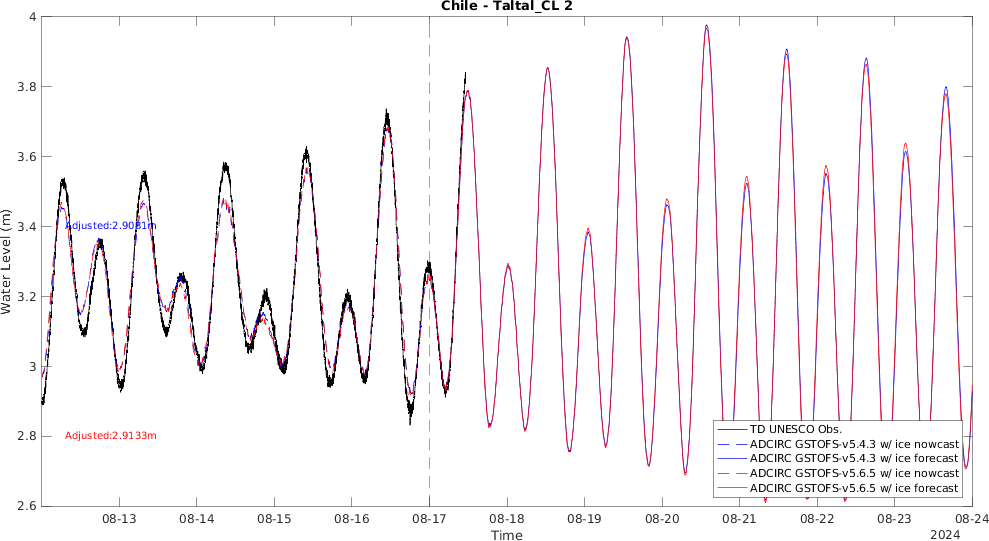 Chile - Taltal_CL 2
Water Level (m)
4
3.8
3.6
3.4
3.2
3
2.8
2.6
Adjusted:2.9081m
Adjusted:2.9133m
TD UNESCO Obs.
ADCIRC GSTOFS-v5.4.3 w/ ice nowcast
ADCIRC GSTOFS-v5.4.3 w/ ice forecast
ADCIRC GSTOFS-v5.6.5 w/ ice nowcast
ADCIRC GSTOFS-v5.6.5 w/ ice forecast
08-13 08-14 08-15 08-16 08-17 08-18 08-19 08-20 08-21 08-22 08-23 08-24
Time
2024